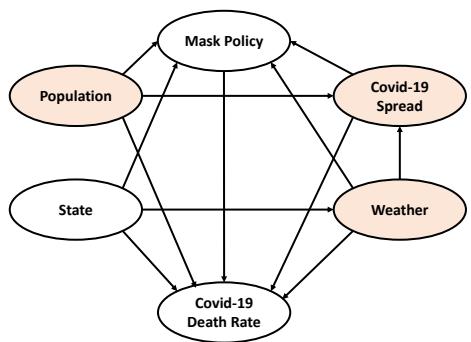 Mask Policy
Population
Covid-19
Spread
State
Weather
Covid-19
Death Rate